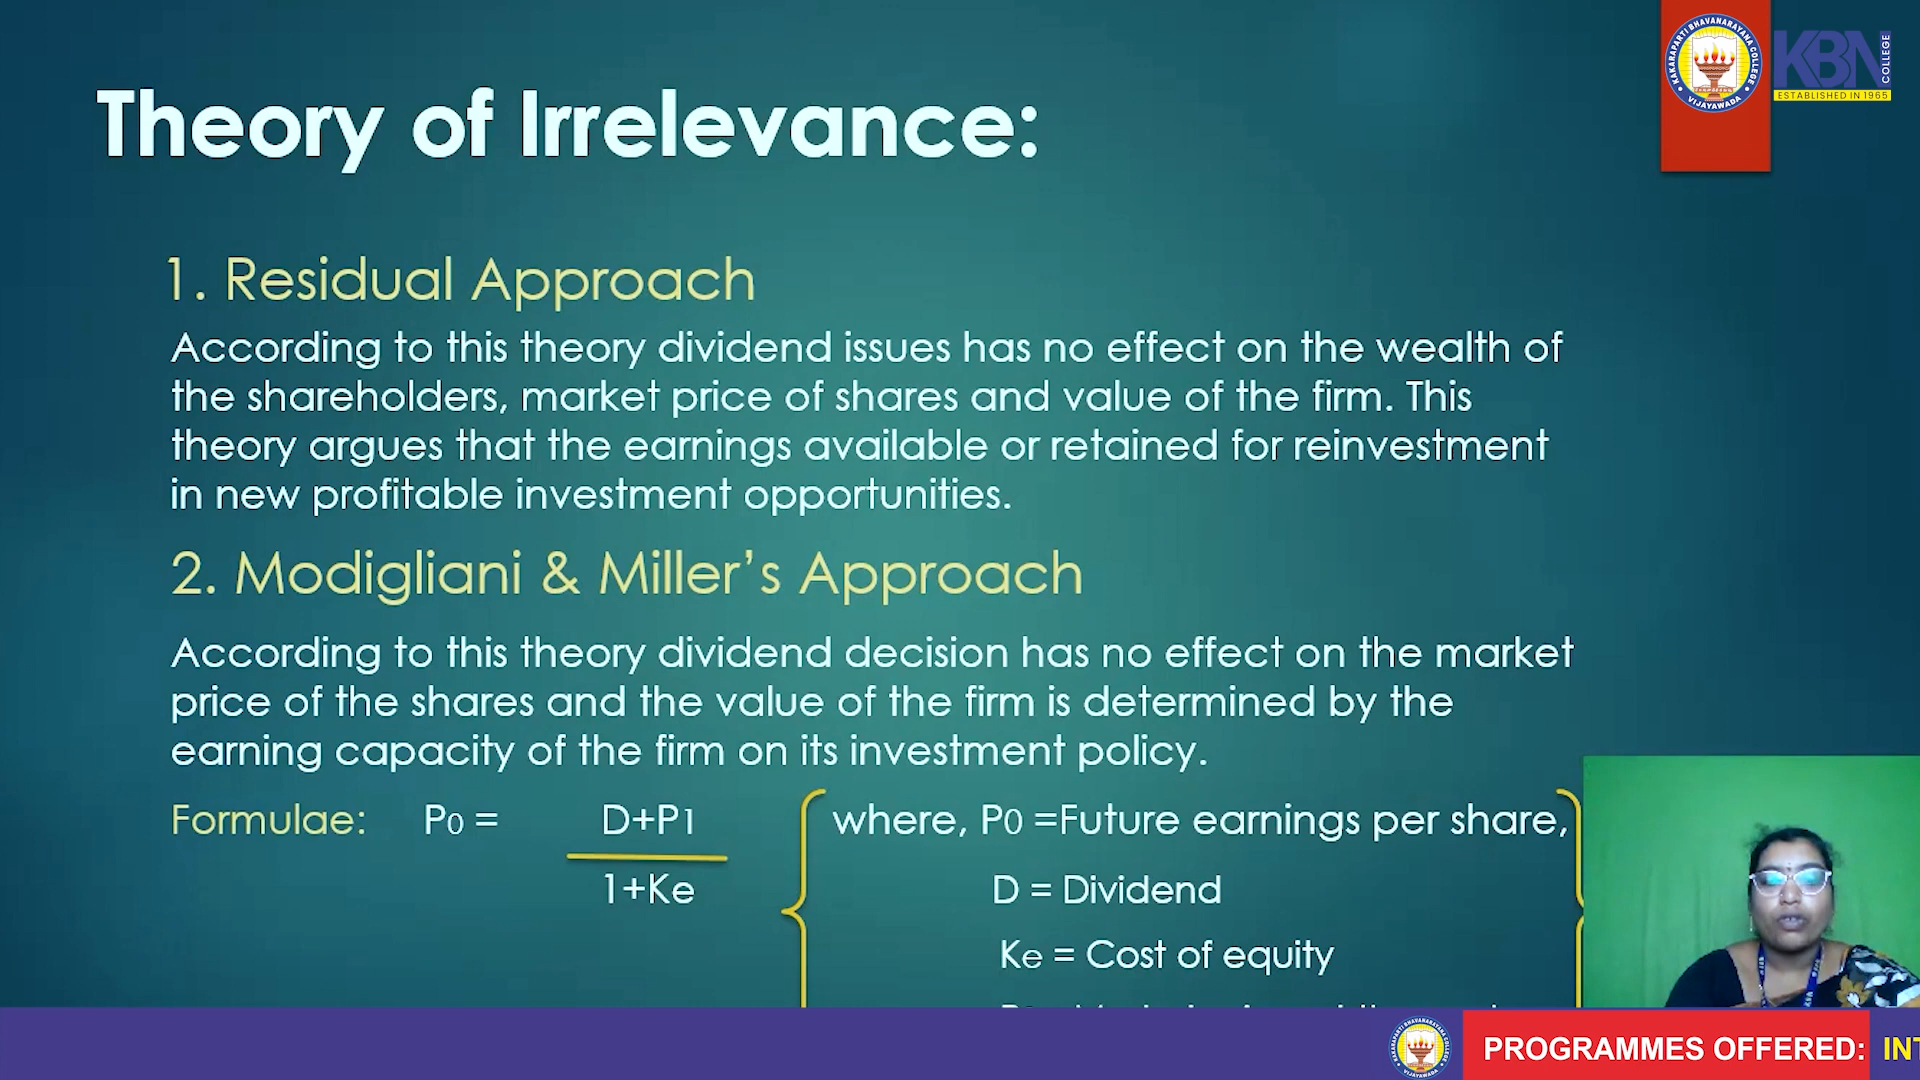 Theory of Irrelevance:
KAKARAPARTI BHAVANARAYANA COLLEGE
VIJAYAWADA
KBN
COLLEGE
ESTABLISHED IN 1965
1. Residual Approach
According to this theory dividend issues has no effect on the wealth of
the shareholders, market price of shares and value of the firm. This
theory argues that the earnings available or retained for reinvestment
in new profitable investment opportunities.
2. Modigliani & Miller’s Approach
According to this theory dividend decision has no effect on the market
price of the shares and the value of the firm is determined by the
earning capacity of the firm on its investment policy.
Formulae: P0 = D+P1 where, P0 =Future earnings per share,
1+Ke D = Dividend
Ke = Cost of equity
PROGRAMMES OFFERED: INT